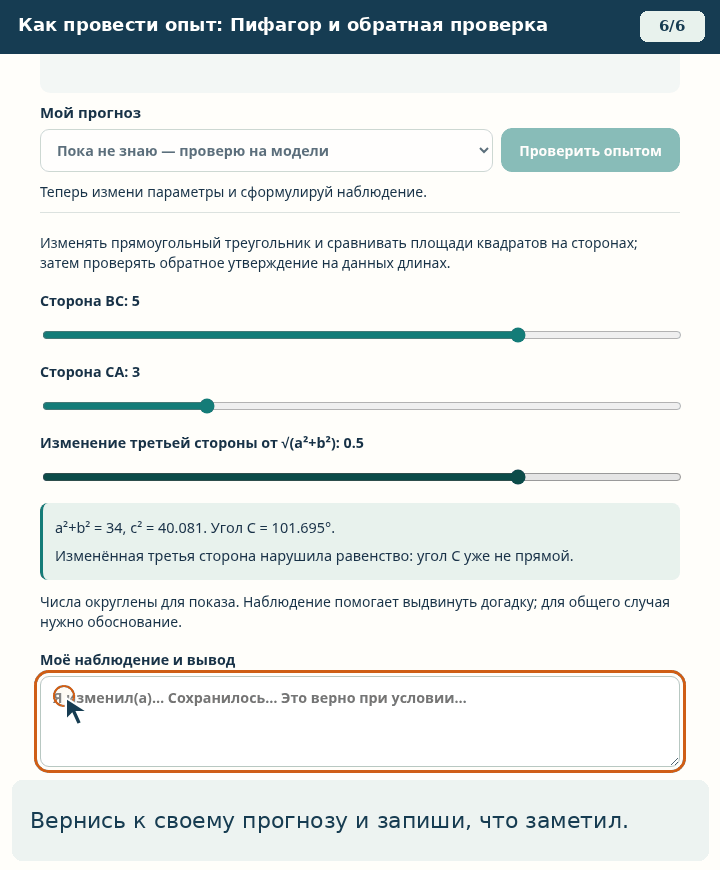 Как провести опыт: Пифагор и обратная проверка
6/6
Мой прогноз
Пока не знаю — проверю на модели
Проверить опытом
Теперь измени параметры и сформулируй наблюдение.
Изменять прямоугольный треугольник и сравнивать площади квадратов на сторонах;
затем проверять обратное утверждение на данных длинах.
Сторона BC: 5
Сторона CA: 3
Изменение третьей стороны от √(a²+b²): 0.5
a²+b² = 34, c² = 40.081. Угол C = 101.695°.
Изменённая третья сторона нарушила равенство: угол C уже не прямой.
Числа округлены для показа. Наблюдение помогает выдвинуть догадку; для общего случая
нужно обоснование.
Моё наблюдение и вывод
Я изменил(а)… Сохранилось… Это верно при условии…
Вернись к своему прогнозу и запиши, что заметил.